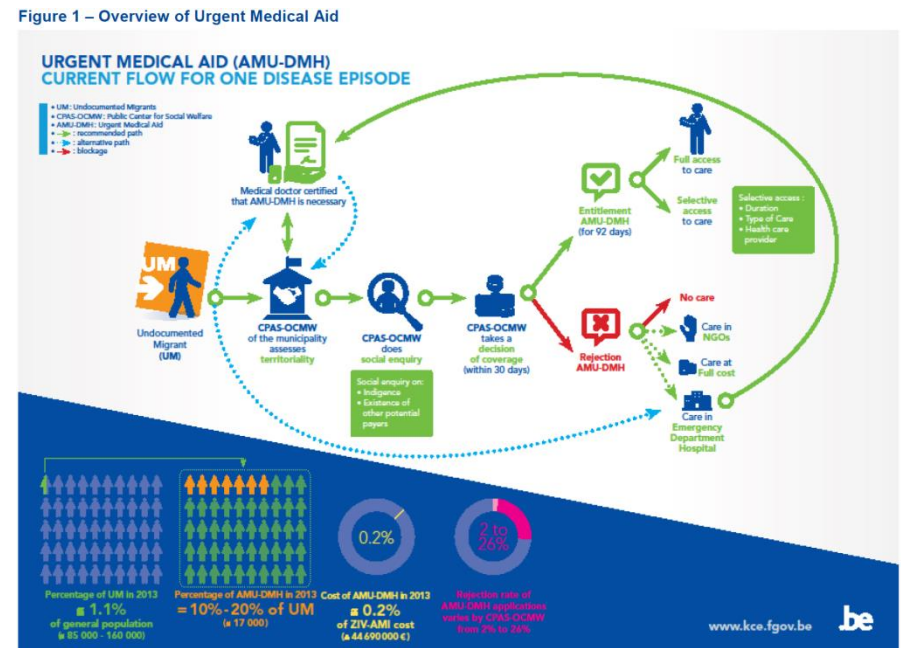 Figure 1 – Overview of Urgent Medical Aid
URGENT MEDICAL AID (AMU-DMH)
CURRENT FLOW FOR ONE DISEASE EPISODE
• UM: Undocumented Migrants
• CPAS-OCMW: Public Center for Social Welfare
• AMU-DMH: Urgent Medical Aid
• : recommended path
• : alternative path
• : blockage
Medical doctor certified
that AMU-DMH is necessary
UM
Undocumented
Migrant
(UM)
CPAS-OCMW
of the municipality
assesses
territoriality
CPAS-OCMW
does
social enquiry
Social enquiry on:
• Indigence
• Existence of
other potential
payers
CPAS-OCMW
takes a
decision
of coverage
(within 30 days)
Entitlement
AMU-DMH
(for 92 days)
Full access
to care
Selective
access
to care
Selective access :
• Duration
• Type of Care
• Health care
provider
Rejection
AMU-DMH
No care
Care in
NGOs
Care at
Full cost
Care in
Emergency
Department
Hospital
Percentage of UM in 2013
≅ 1.1%
of general population
(≅ 85 000 - 160 000)
Percentage of AMU-DMH in 2013
= 10% - 20% of UM
(≅ 17 000)
0.2%
Cost of AMU-DMH in 2013
≅ 0.2%
of ZIV-AMI cost
(≅ 44 690 000 €)
2 to
26%
Rejection rate of
AMU-DMH applications
varies by CPAS-OCMW
from 2% to 26%
www.kce.fgov.be
.be